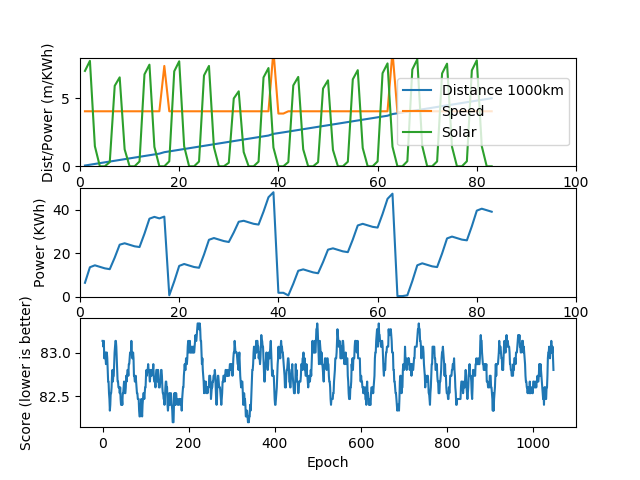 Dist/Power (m/KWh)
5
0
Distance 1000km
Speed
Solar
0 20 40 60 80 100
Power (KWh)
40
20
0
0 20 40 60 80 100
Score (lower is better)
83.0
82.5
0 200 400 600 800 1000
Epoch